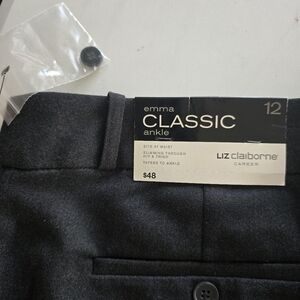 emma
CLASSIC
ankle
12
SITS AT WAIST
SLIMMING THROUGH
HIP & THIGH
TAPERS TO ANKLE
$48
LIZ claiborne
CAREER